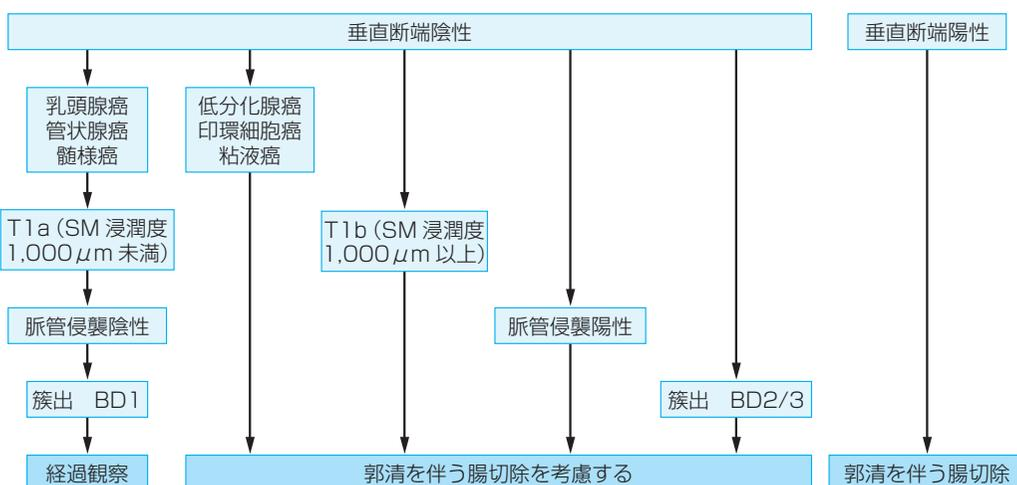 垂直断端陰性
垂直断端陽性
乳頭腺癌
管状腺癌
髄様癌
低分化腺癌
印環細胞癌
粘液癌
T1a（SM 浸潤度
1,000μm 未満）
T1b（SM 浸潤度
1,000μm 以上）
脈管侵襲陰性
脈管侵襲陽性
簇出　BD1
簇出　BD2/3
経過観察
郭清を伴う腸切除を考慮する
郭清を伴う腸切除